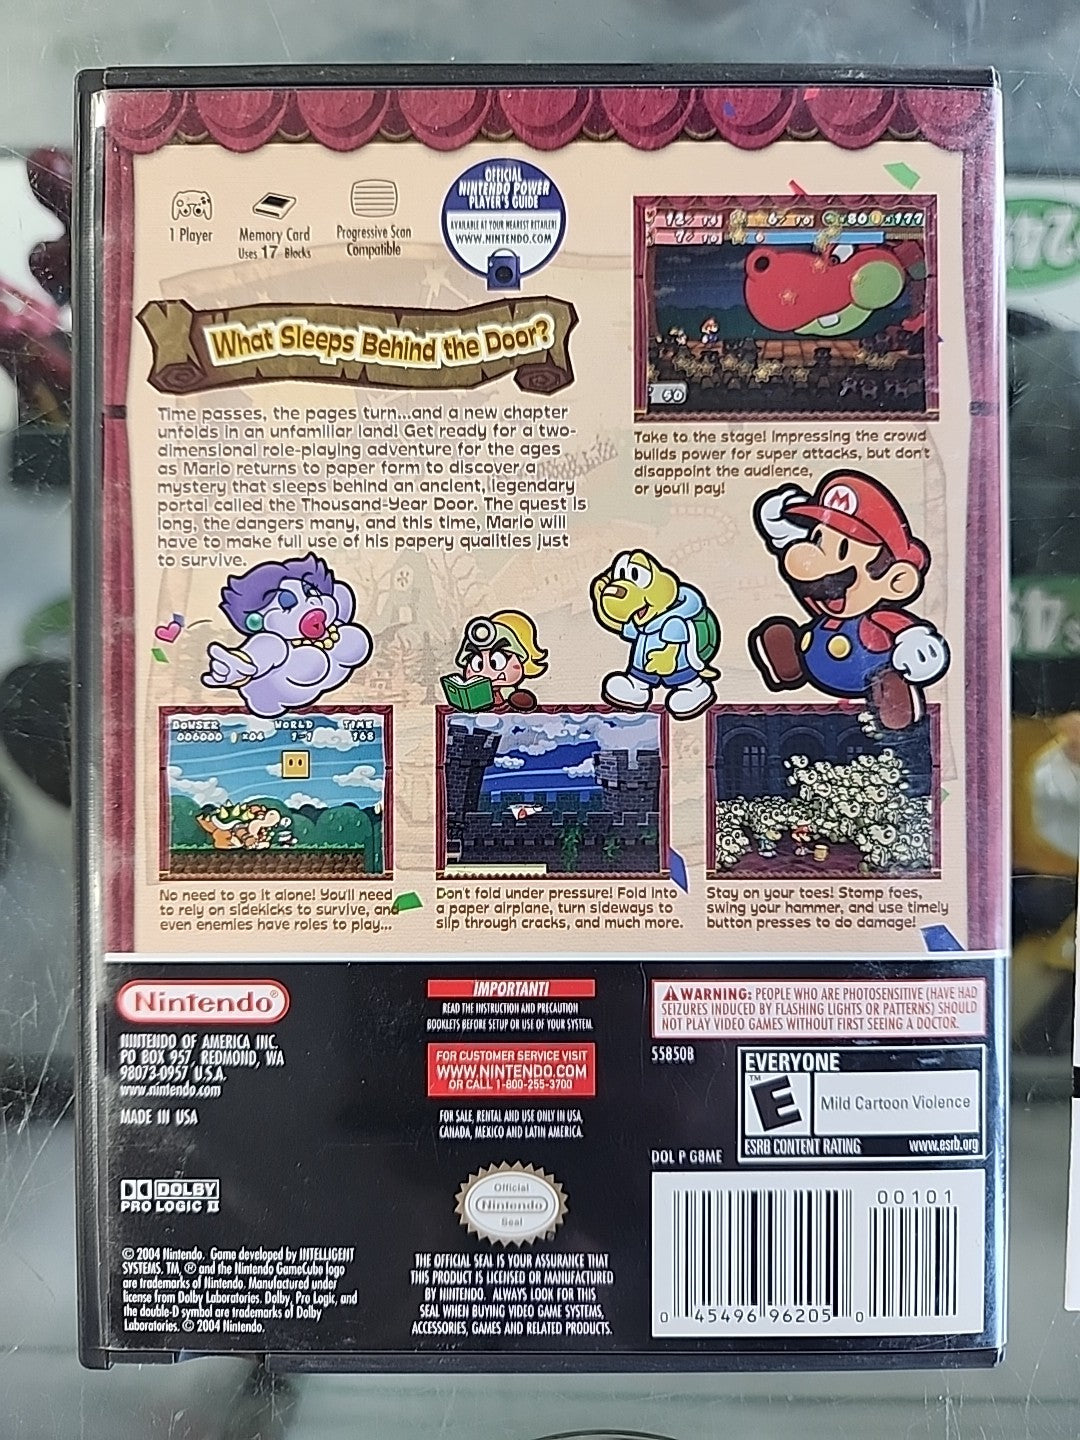 1 Player
Memory Card
Uses 17 Blocks
Progressive Scan
Compatible
OFFICIAL
NINTENDO POWER
PLAYER'S GUIDE
AVAILABLE AT YOUR NEAREST RETAILER!
WWW.NINTENDO.COM
What Sleeps Behind the Door?
Time passes, the pages turn...and a new chapter
unfolds in an unfamiliar land! Get ready for a two-
dimensional role-playing adventure for the ages
as Mario returns to paper form to discover a
mystery that sleeps behind an ancient, legendary
portal called the Thousand-Year Door. The quest is
long, the dangers many, and this time, Mario will
have to make full use of his papery qualities just
to survive.
60
Take to the stage! Impressing the crowd
builds power for super attacks, but don't
disappoint the audience,
or you'll pay!
M
BOWSER WORLD TIME
006000 x04 1-1 168
No need to go it alone! You'll need
to rely on sidekicks to survive, and
even enemies have roles to play...
Don't fold under pressure! Fold into
a paper airplane, turn sideways to
slip through cracks, and much more.
Stay on your toes! Stomp foes,
swing your hammer, and use timely
button presses to do damage!
Nintendo®
NINTENDO OF AMERICA INC.
PO BOX 957, REDMOND, WA
98073-0957 U.S.A.
www.nintendo.com
MADE IN USA
DOLBY
PRO LOGIC II
© 2004 Nintendo. Game developed by INTELLIGENT
SYSTEMS. TM, ® and the Nintendo GameCube logo
are trademarks of Nintendo. Manufactured under
license from Dolby Laboratories. Dolby, Pro Logic, and
the double-D symbol are trademarks of Dolby
Laboratories. © 2004 Nintendo.
IMPORTANT!
READ THE INSTRUCTION AND PRECAUTION
BOOKLETS BEFORE SETUP OR USE OF YOUR SYSTEM.
FOR CUSTOMER SERVICE VISIT
WWW.NINTENDO.COM
OR CALL 1-800-255-3700
FOR SALE, RENTAL AND USE ONLY IN USA,
CANADA, MEXICO AND LATIN AMERICA.
Official
Nintendo
Seal
THE OFFICIAL SEAL IS YOUR ASSURANCE THAT
THIS PRODUCT IS LICENSED OR MANUFACTURED
BY NINTENDO. ALWAYS LOOK FOR THIS
SEAL WHEN BUYING VIDEO GAME SYSTEMS,
ACCESSORIES, GAMES AND RELATED PRODUCTS.
WARNING: PEOPLE WHO ARE PHOTOSENSITIVE (HAVE HAD
SEIZURES INDUCED BY FLASHING LIGHTS OR PATTERNS) SHOULD
NOT PLAY VIDEO GAMES WITHOUT FIRST SEEING A DOCTOR.
55850B
EVERYONE
E
TM
Mild Cartoon Violence
ESRB CONTENT RATING www.esrb.org
DOL P G8ME
00101
0 45496 96205 0